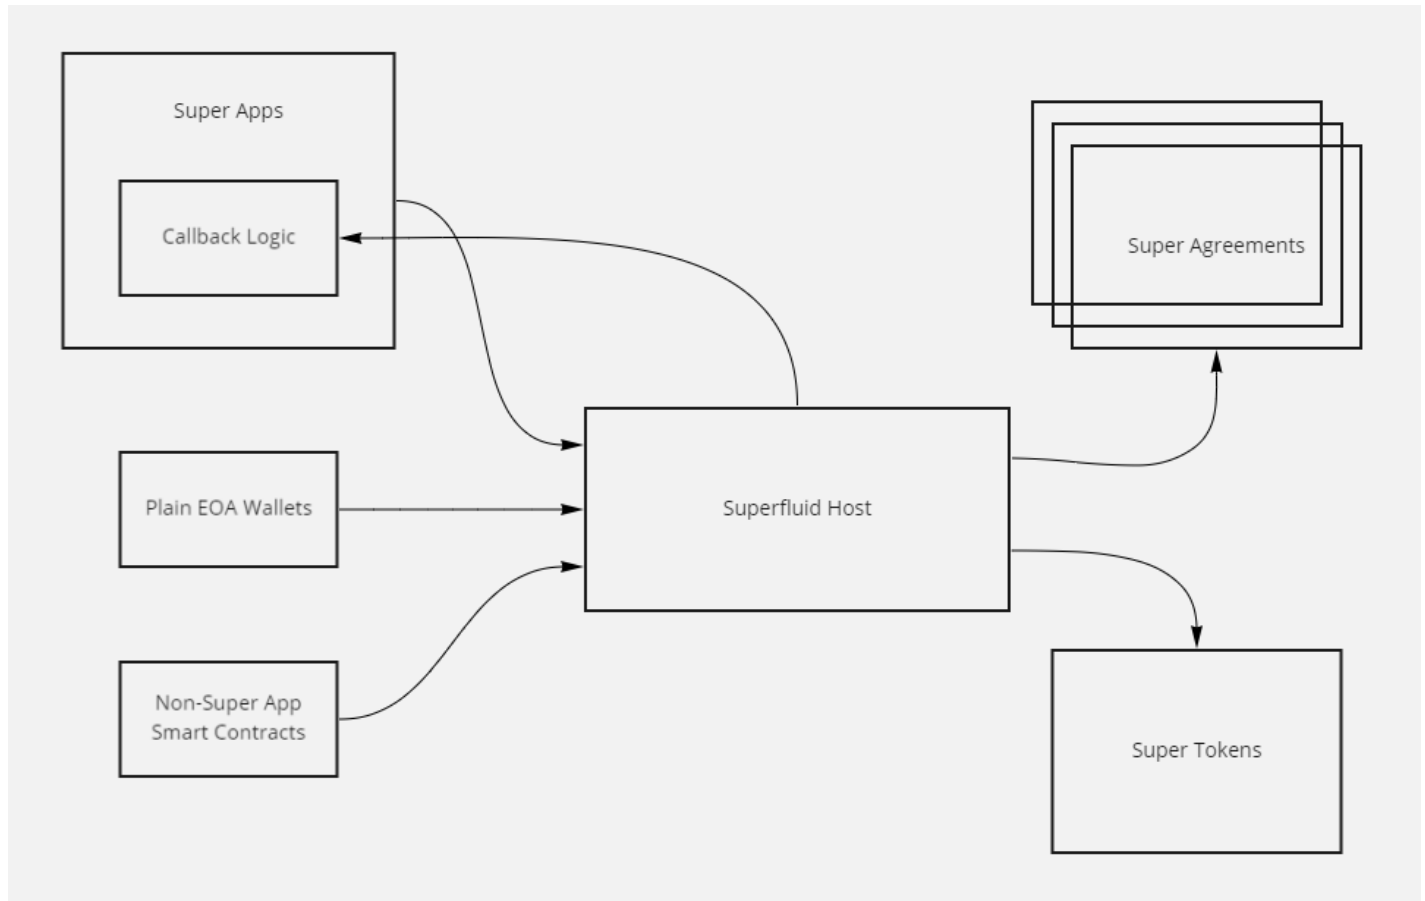 Super Apps
Callback Logic
Super Agreements
Plain EOA Wallets
Superfluid Host
Non-Super App
Smart Contracts
Super Tokens